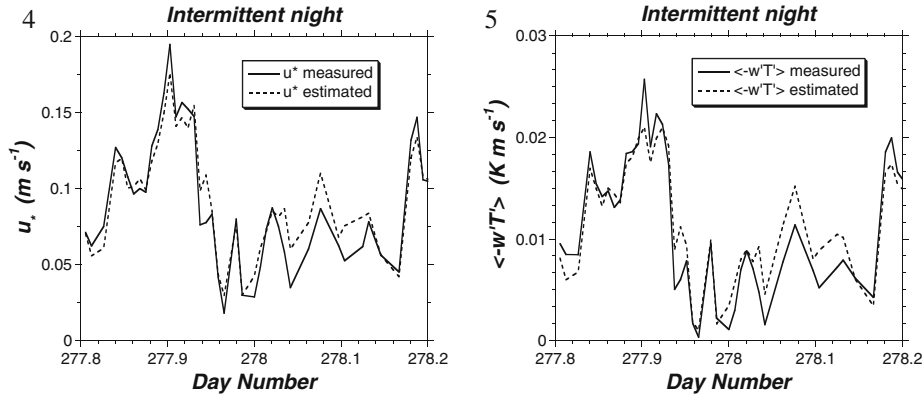 4
Intermittent night
0.2
0.15
0.1
0.05
0
u* (m s-1)
u* measured
u* estimated
277.8
277.9
278
278.1
278.2
Day Number
5
Intermittent night
0.03
0.02
0.01
0
<-w'T'> (K m s-1)
<-w'T'> measured
<-w'T'> estimated
277.8
277.9
278
278.1
278.2
Day Number